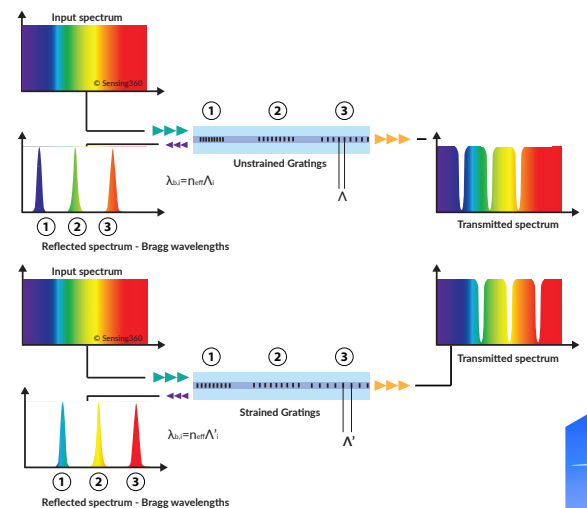 Input spectrum
© Sensing360
① ② ③
Unstrained Gratings
λb,i=neffΛi
Λ
① ② ③
Reflected spectrum - Bragg wavelengths
Transmitted spectrum
Input spectrum
© Sensing360
① ② ③
Strained Gratings
λb,i=neffΛ'i
Λ'
① ② ③
Reflected spectrum - Bragg wavelengths
Transmitted spectrum